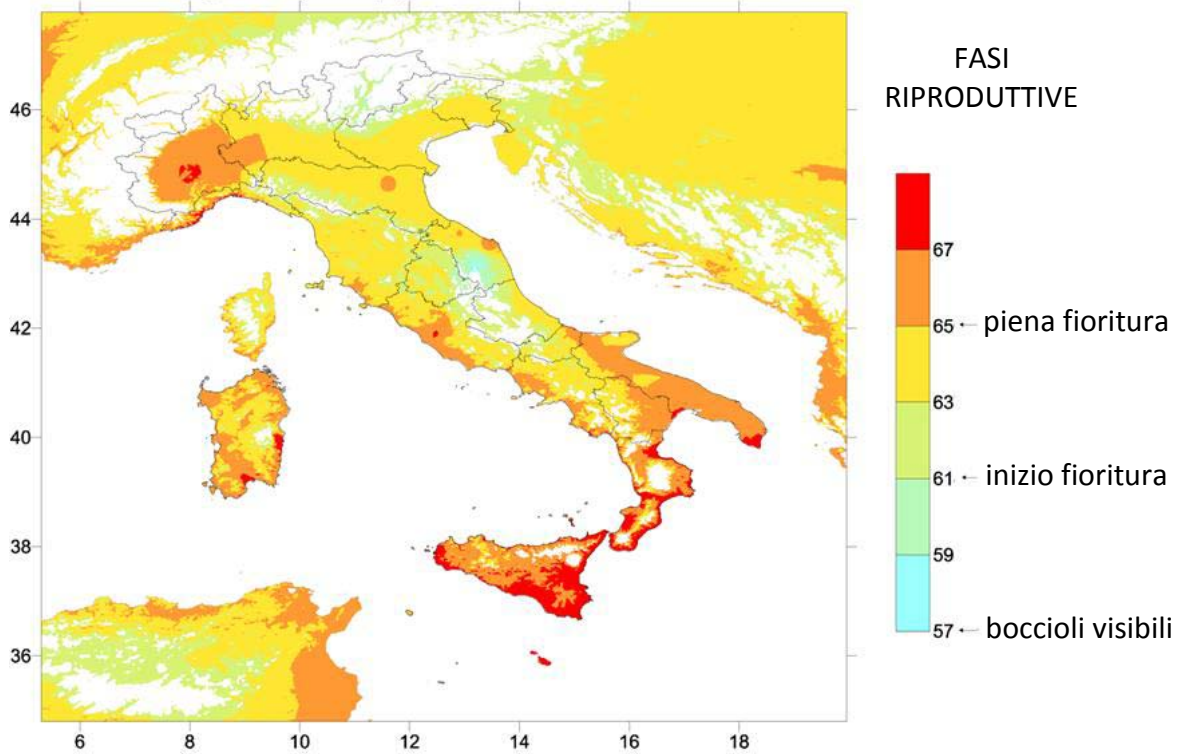 FASI
RIPRODUTTIVE
46
44
42
40
38
36
6 8 10 12 14 16 18
67
65 ← piena fioritura
63
61 ← inizio fioritura
59
57 ← boccioli visibili